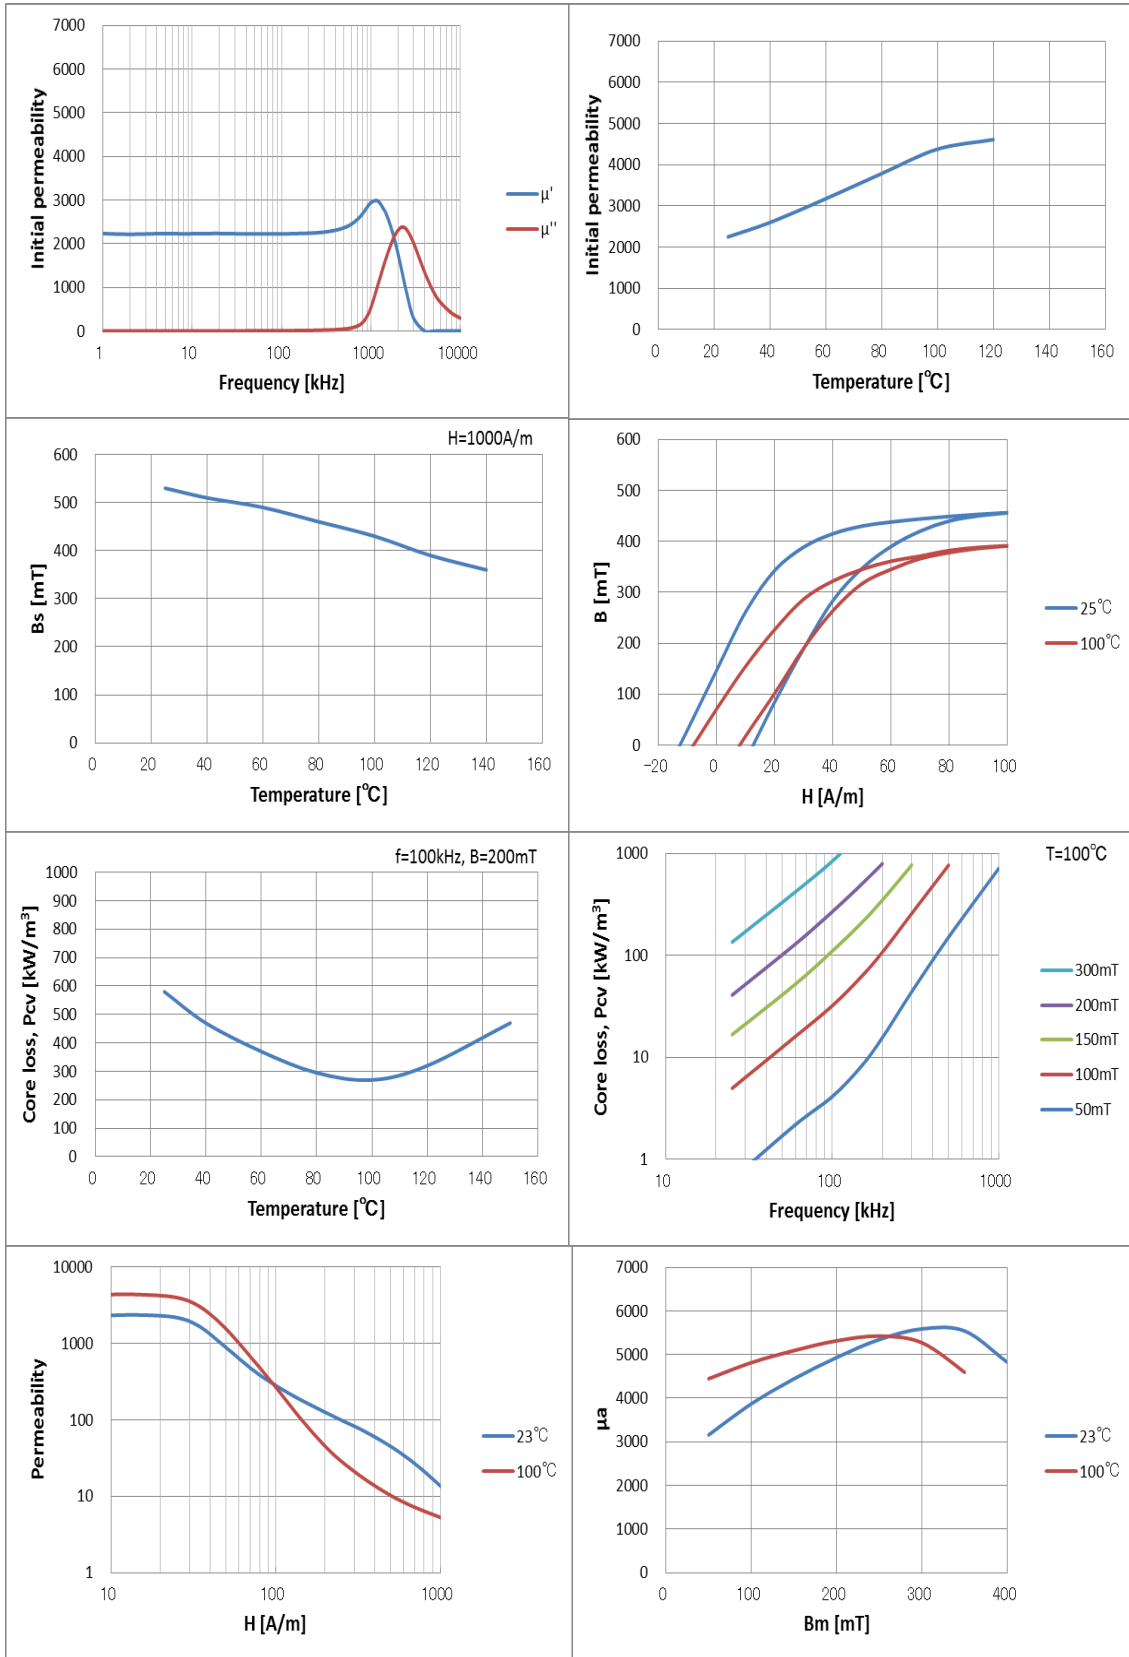 7000
6000
5000
4000
3000
2000
1000
0
Initial permeability
1 10 100 1000 10000
Frequency [kHz]
μ'
μ''
7000
6000
5000
4000
3000
2000
1000
0
Initial permeability
0 20 40 60 80 100 120 140 160
Temperature [℃]
H=1000A/m
600
500
400
300
200
100
0
Bs [mT]
0 20 40 60 80 100 120 140 160
Temperature [℃]
600
500
400
300
200
100
0
B [mT]
-20 0 20 40 60 80 100
H [A/m]
25℃
100℃
f=100kHz, B=200mT
1000
900
800
700
600
500
400
300
200
100
0
Core loss, Pcv [kW/m³]
0 20 40 60 80 100 120 140 160
Temperature [℃]
T=100℃
1000
100
10
1
Core loss, Pcv [kW/m³]
10 100 1000
Frequency [kHz]
300mT
200mT
150mT
100mT
50mT
10000
1000
100
10
1
Permeability
10 100 1000
H [A/m]
23℃
100℃
7000
6000
5000
4000
3000
2000
1000
0
μa
0 100 200 300 400
Bm [mT]
23℃
100℃